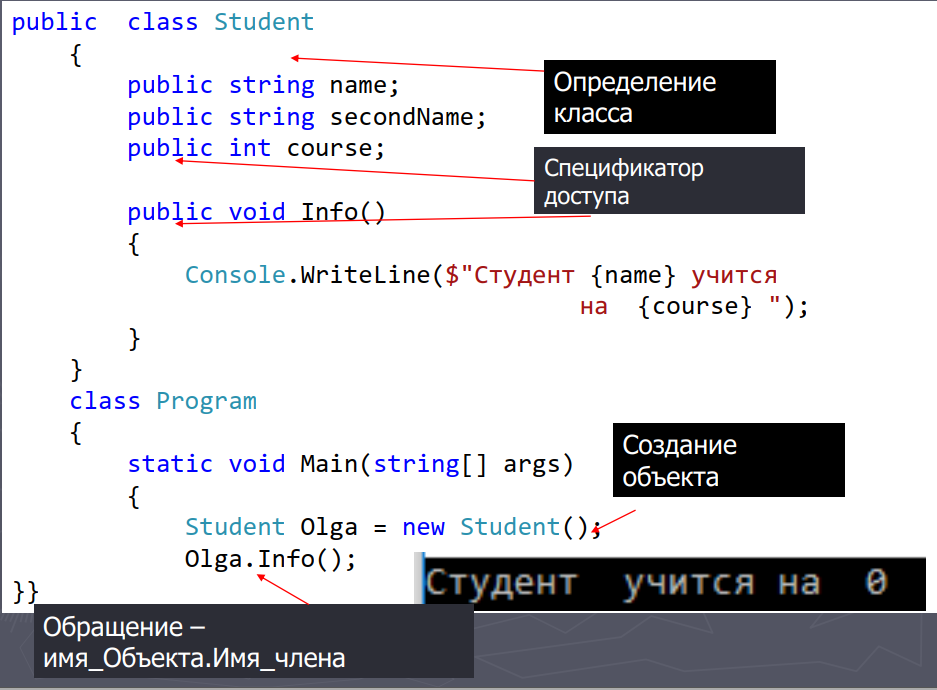 public  class Student
{
public string name;
Определение
класса
public string secondName;
public int course;
Спецификатор
доступа
public void Info()
{
Console.WriteLine($"Студент {name} учится
на  {course} ");
}
}
class Program
{
static void Main(string[] args)
Создание
объекта
{
Student Olga = new Student();
Olga.Info();
Студент  учится на  0
}}
Обращение –
имя_Объекта.Имя_члена